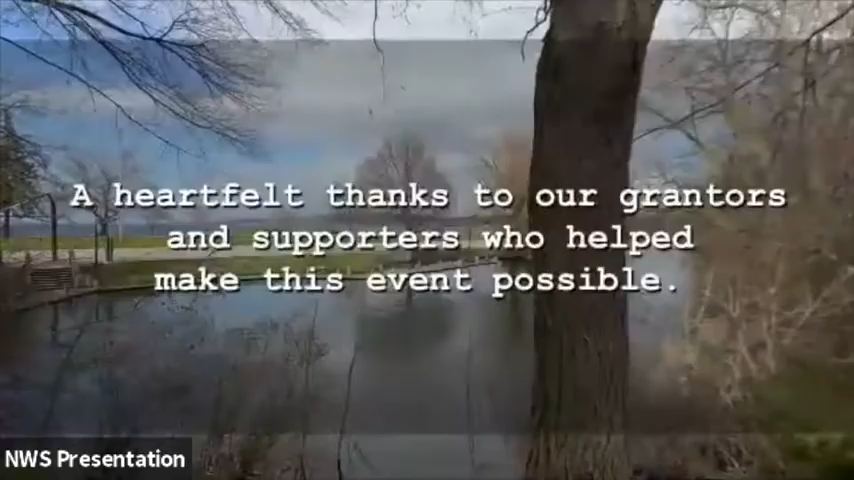 A heartfelt thanks to our grantors
and supporters who helped
make this event possible.
NWS Presentation